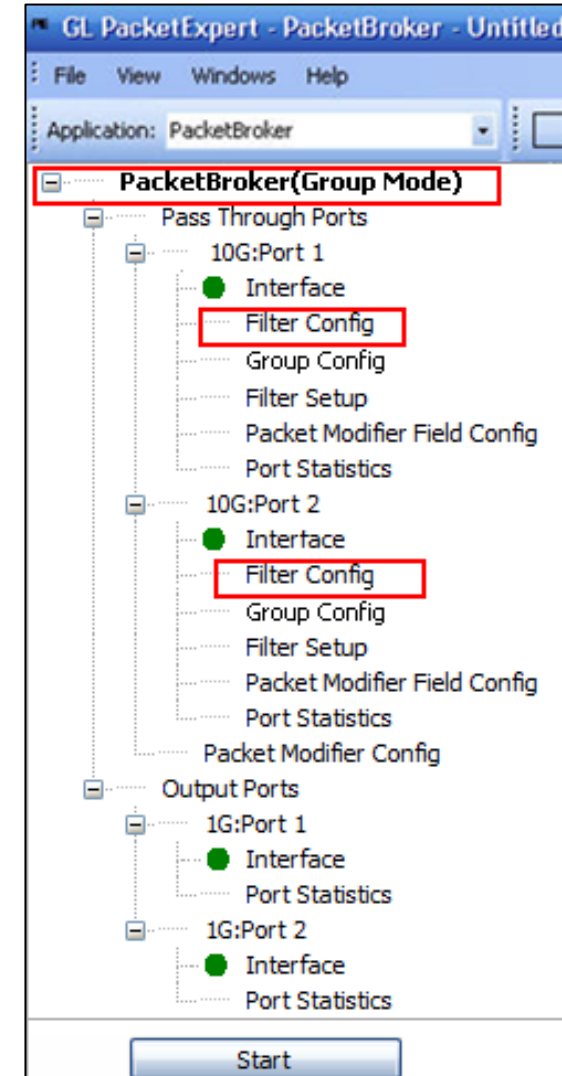 GL PacketExpert - PacketBroker - Untitled
File View Windows Help
Application: PacketBroker
PacketBroker(Group Mode)
Pass Through Ports
10G:Port 1
Interface
Filter Config
Group Config
Filter Setup
Packet Modifier Field Config
Port Statistics
10G:Port 2
Interface
Filter Config
Group Config
Filter Setup
Packet Modifier Field Config
Port Statistics
Packet Modifier Config
Output Ports
1G:Port 1
Interface
Port Statistics
1G:Port 2
Interface
Port Statistics
Start